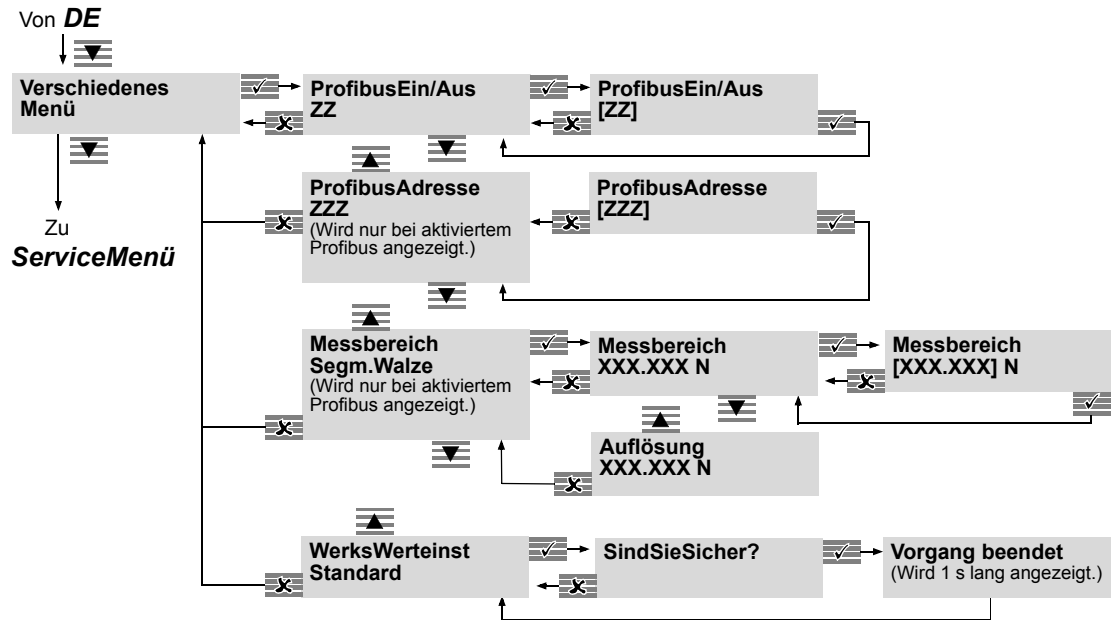 Von DE
Verschiedenes
Menü
ProfibusEin/Aus
ZZ
ProfibusEin/Aus
[ZZ]
Zu
ServiceMenü
ProfibusAdresse
ZZZ
(Wird nur bei aktiviertem
Profibus angezeigt.)
ProfibusAdresse
[ZZZ]
Messbereich
Segm.Walze
(Wird nur bei aktiviertem
Profibus angezeigt.)
Messbereich
XXX.XXX N
Messbereich
[XXX.XXX] N
Auflösung
XXX.XXX N
WerksWerteinst
Standard
SindSieSicher?
Vorgang beendet
(Wird 1 s lang angezeigt.)